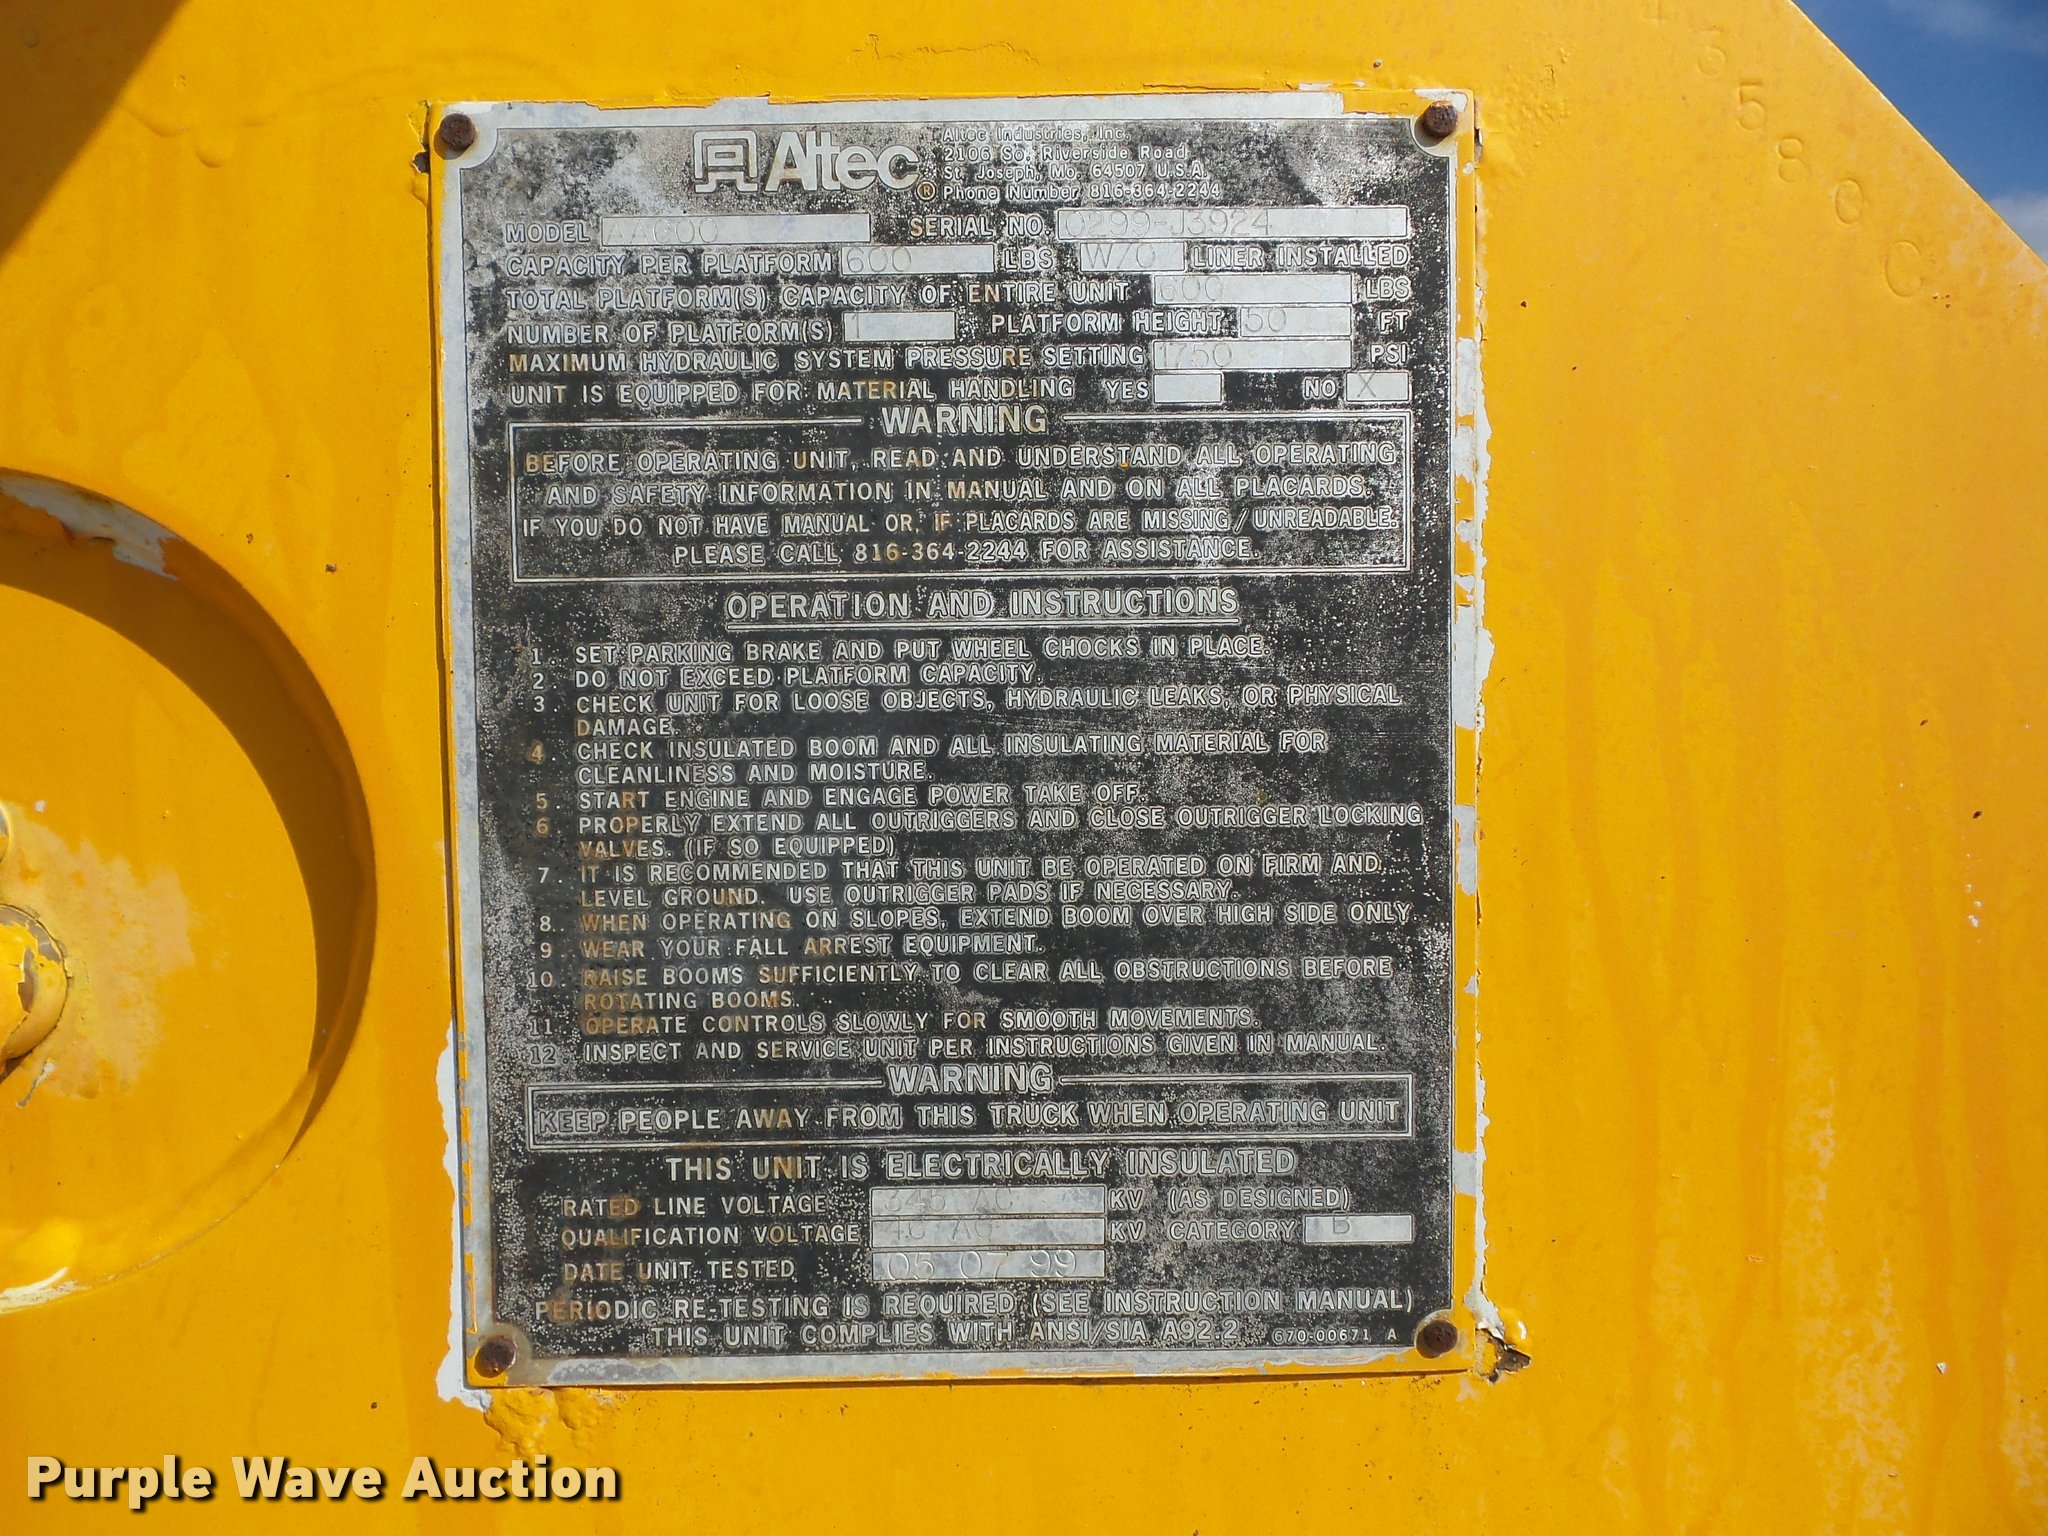 Altec
Altec Industries, Inc.
2106 So. Riverside Road
St. Joseph, Mo. 64507 U.S.A.
® Phone Number 816-364-2244
MODEL AA600 SERIAL NO. 0299-J3924
CAPACITY PER PLATFORM 600 LBS W/O LINER INSTALLED
TOTAL PLATFORM(S) CAPACITY OF ENTIRE UNIT 600 LBS
NUMBER OF PLATFORM(S) 1 PLATFORM HEIGHT 50 FT
MAXIMUM HYDRAULIC SYSTEM PRESSURE SETTING 1750 PSI
UNIT IS EQUIPPED FOR MATERIAL HANDLING YES NO X
WARNING
BEFORE OPERATING UNIT, READ AND UNDERSTAND ALL OPERATING
AND SAFETY INFORMATION IN MANUAL AND ON ALL PLACARDS.
IF YOU DO NOT HAVE MANUAL OR IF PLACARDS ARE MISSING/UNREADABLE.
PLEASE CALL 816-364-2244 FOR ASSISTANCE.
OPERATION AND INSTRUCTIONS
1. SET PARKING BRAKE AND PUT WHEEL CHOCKS IN PLACE.
2. DO NOT EXCEED PLATFORM CAPACITY.
3. CHECK UNIT FOR LOOSE OBJECTS, HYDRAULIC LEAKS, OR PHYSICAL
DAMAGE.
4. CHECK INSULATED BOOM AND ALL INSULATING MATERIAL FOR
CLEANLINESS AND MOISTURE.
5. START ENGINE AND ENGAGE POWER TAKE OFF.
6. PROPERLY EXTEND ALL OUTRIGGERS AND CLOSE OUTRIGGER LOCKING
VALVES. (IF SO EQUIPPED)
7. IT IS RECOMMENDED THAT THIS UNIT BE OPERATED ON FIRM AND
LEVEL GROUND. USE OUTRIGGER PADS IF NECESSARY.
8. WHEN OPERATING ON SLOPES, EXTEND BOOM OVER HIGH SIDE ONLY.
9. WEAR YOUR FALL ARREST EQUIPMENT.
10. RAISE BOOMS SUFFICIENTLY TO CLEAR ALL OBSTRUCTIONS BEFORE
ROTATING BOOMS.
11. OPERATE CONTROLS SLOWLY FOR SMOOTH MOVEMENTS.
12. INSPECT AND SERVICE UNIT PER INSTRUCTIONS GIVEN IN MANUAL.
WARNING
KEEP PEOPLE AWAY FROM THIS TRUCK WHEN OPERATING UNIT
THIS UNIT IS ELECTRICALLY INSULATED
RATED LINE VOLTAGE AC KV (AS DESIGNED)
QUALIFICATION VOLTAGE AC KV CATEGORY B
DATE UNIT TESTED 05 07 99
PERIODIC RE-TESTING IS REQUIRED (SEE INSTRUCTION MANUAL)
THIS UNIT COMPLIES WITH ANSI/SIA A92.2 670-00671 A
3580C
Purple Wave Auction